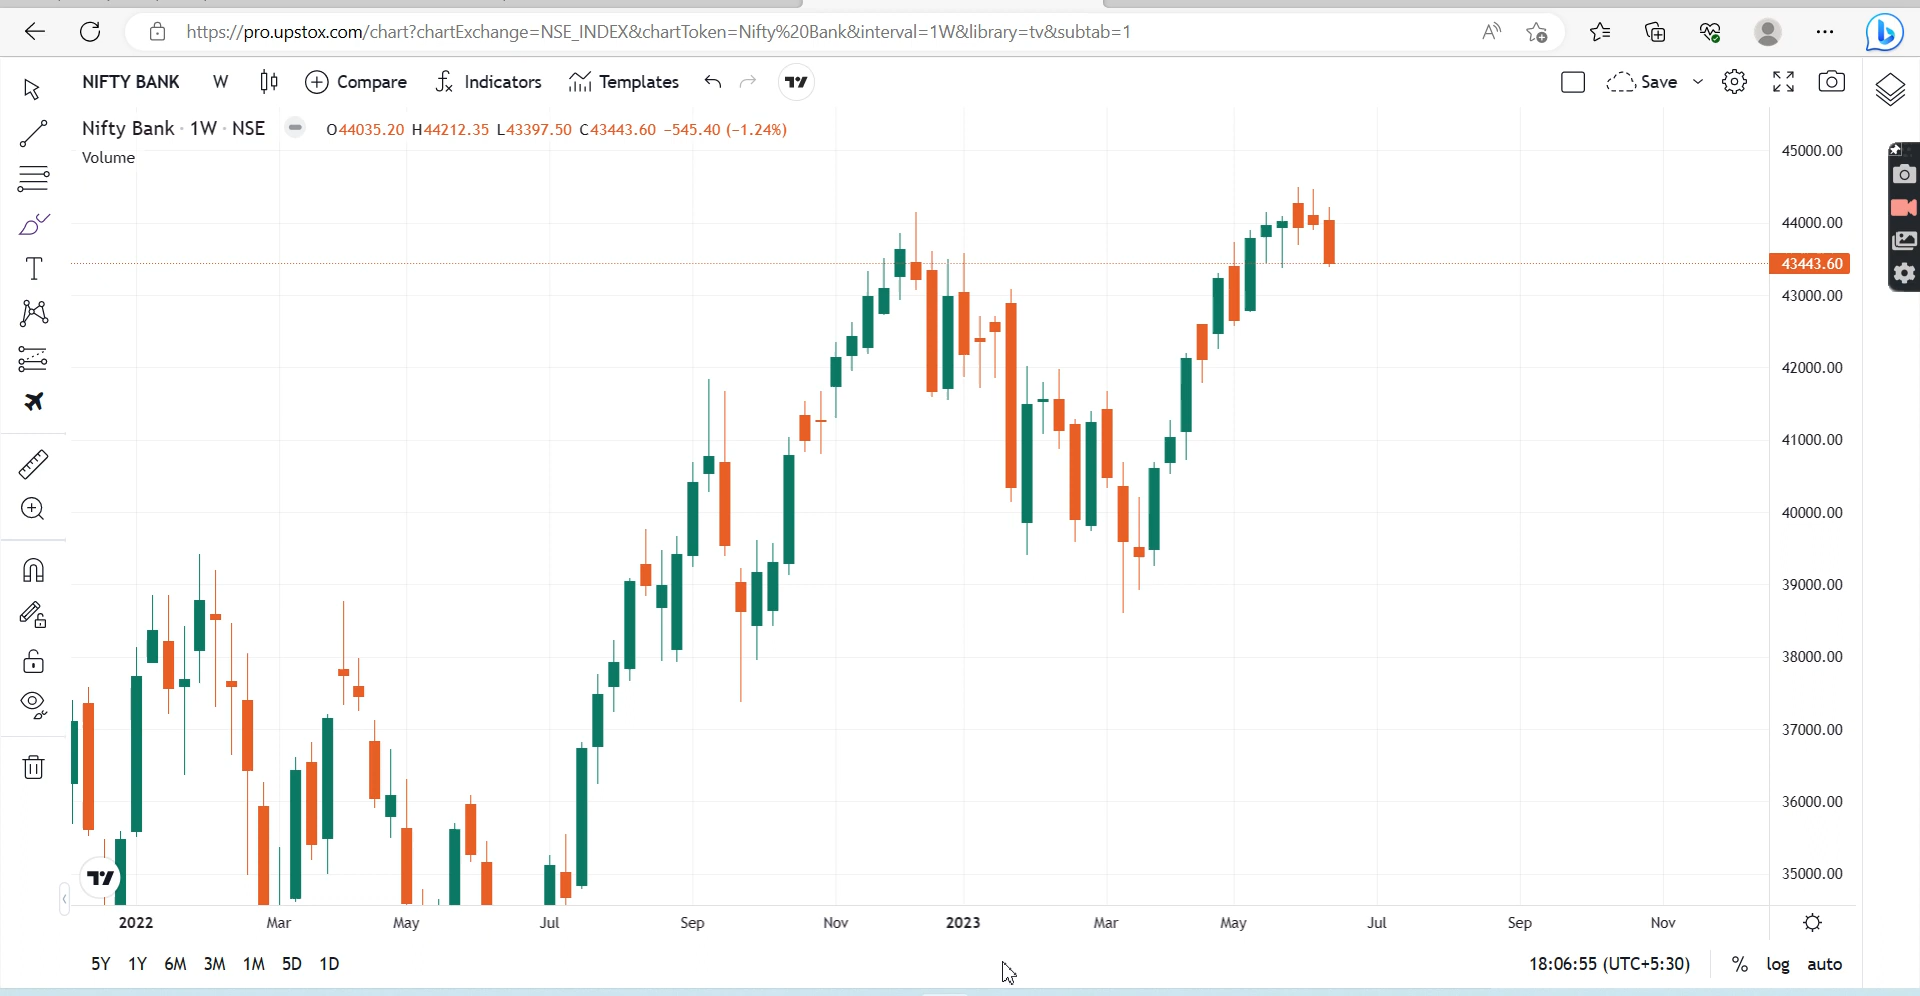 https://pro.upstox.com/chart?chartExchange=NSE_INDEX&chartToken=Nifty%20Bank&interval=1W&library=tv&subtab=1
NIFTY BANK W Compare Indicators Templates Save
Nifty Bank · 1W · NSE O44035.20 H44212.35 L43397.50 C43443.60 −545.40 (−1.24%)
Volume
45000.00
44000.00
43443.60
43000.00
42000.00
41000.00
40000.00
39000.00
38000.00
37000.00
36000.00
35000.00
2022 Mar May Jul Sep Nov 2023 Mar May Jul Sep Nov
5Y 1Y 6M 3M 1M 5D 1D 18:06:55 (UTC+5:30) % log auto